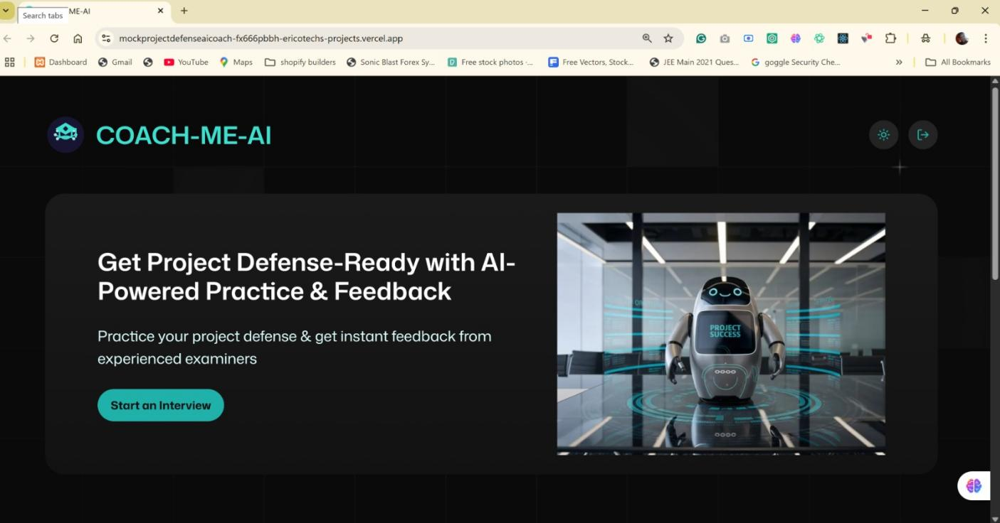 Search tabs
ME-AI
mockprojectdefenseaicoach-fx666pbbh-ericotechs-projects.vercel.app
Dashboard
Gmail
YouTube
Maps
shopify builders
Sonic Blast Forex Sy...
Free stock photos ·...
Free Vectors, Stock...
JEE Main 2021 Ques...
goggle Security Che...
All Bookmarks
COACH-ME-AI
Get Project Defense-Ready with AI-
Powered Practice & Feedback
Practice your project defense & get instant feedback from
experienced examiners
Start an Interview
PROJECT
SUCCESS